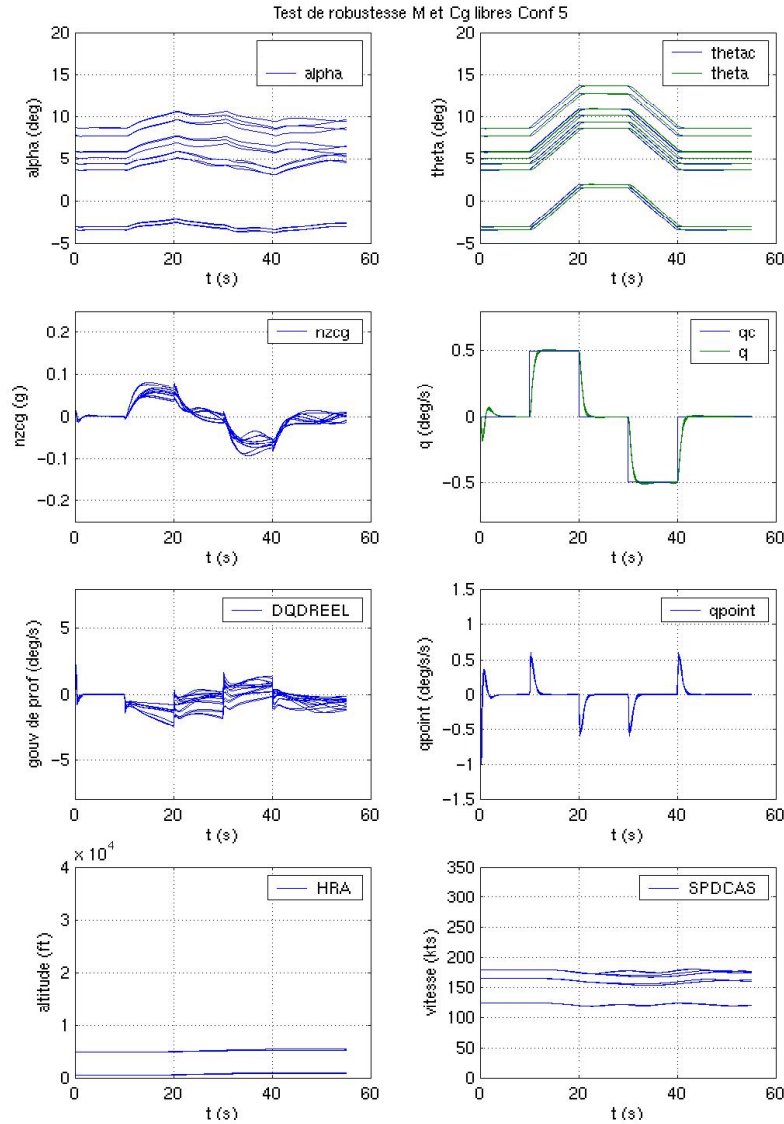 Test de robustesse M et Cg libres Conf 5
20
15
10
5
0
−5
alpha (deg)
alpha
0
20
40
60
t (s)
20
15
10
5
0
−5
theta (deg)
thetac
theta
0
20
40
60
t (s)
0.2
0.1
0
−0.1
−0.2
nzcg (g)
nzcg
0
20
40
60
t (s)
0.5
0
−0.5
q (deg/s)
qc
q
0
20
40
60
t (s)
5
0
−5
gouv de prof (deg/s)
DQDREEL
0
20
40
60
t (s)
1.5
1
0.5
0
−0.5
−1
−1.5
qpoint (deg/s/s)
qpoint
0
20
40
60
t (s)
x 10^4
4
3
2
1
0
altitude (ft)
HRA
0
20
40
60
t (s)
350
300
250
200
150
100
50
0
vitesse (kts)
SPDCAS
0
20
40
60
t (s)